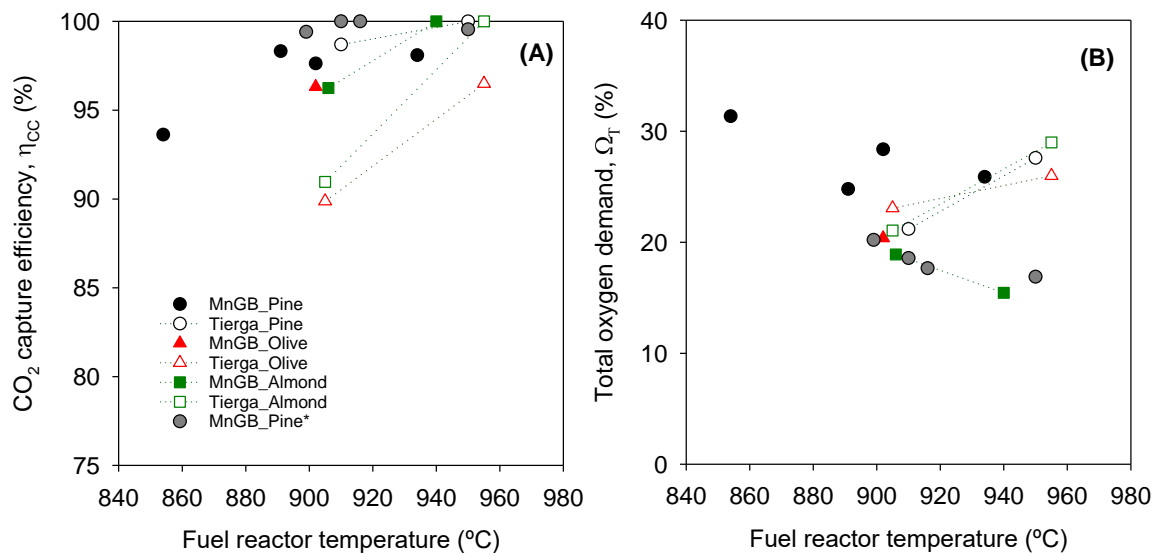 100
95
90
85
80
75
CO2 capture efficiency, ηCC (%)
(A)
MnGB_Pine
Tierga_Pine
MnGB_Olive
Tierga_Olive
MnGB_Almond
Tierga_Almond
MnGB_Pine*
840 860 880 900 920 940 960 980
Fuel reactor temperature (ºC)
40
30
20
10
0
Total oxygen demand, ΩT (%)
(B)
840 860 880 900 920 940 960 980
Fuel reactor temperature (ºC)